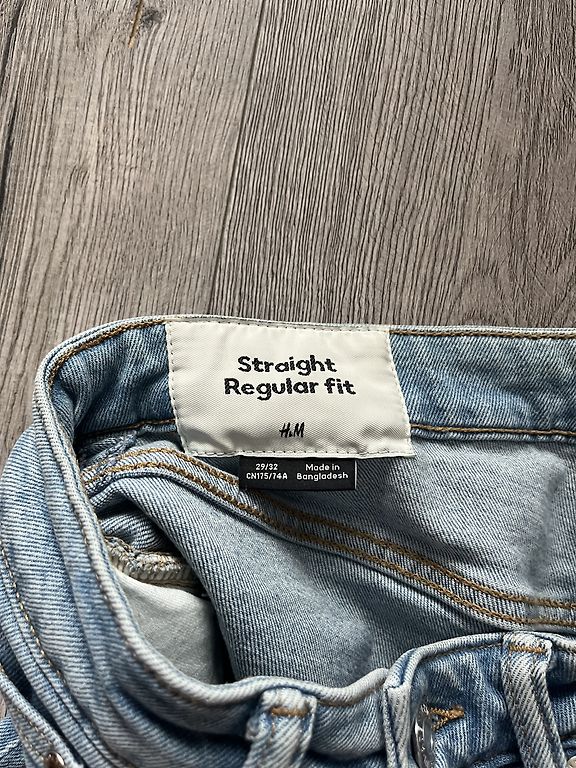 Straight
Regular fit
H&M
29/32 Made in
CN175/74A Bangladesh